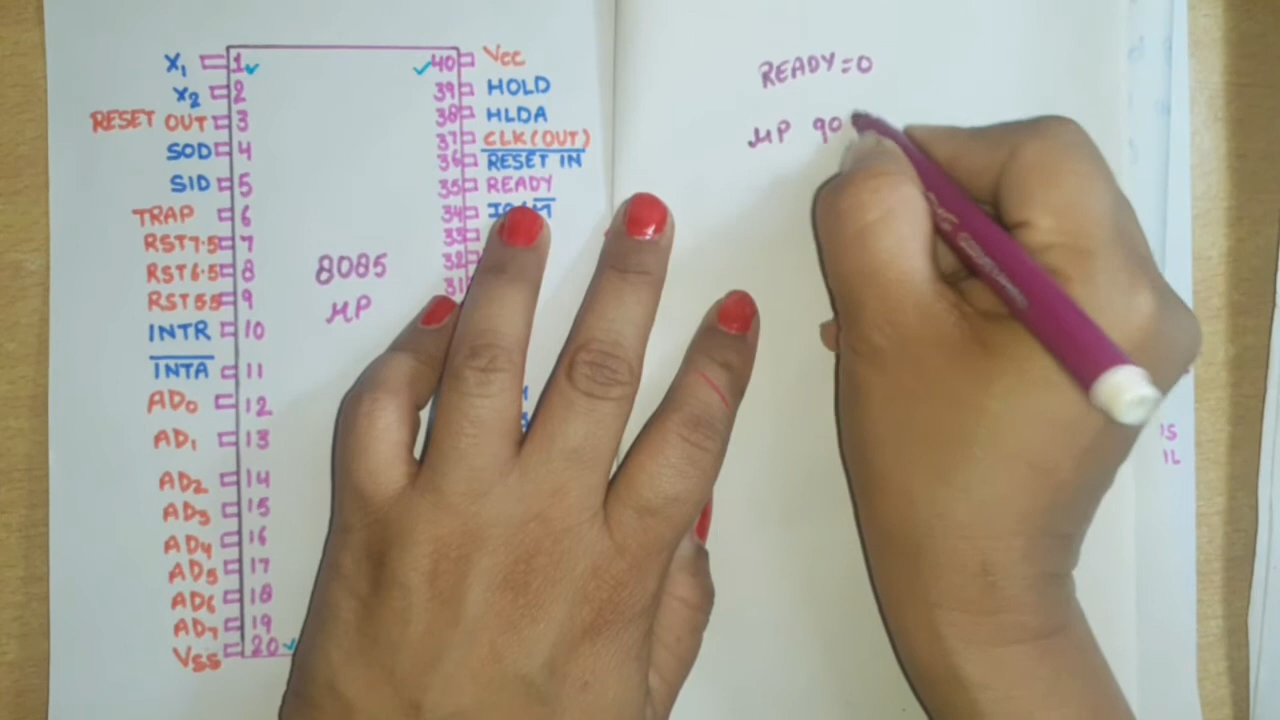 X₁ 1
X₂ 2
RESET OUT 3
SOD 4
SID 5
TRAP 6
RST7.5 7
RST6.5 8
RST5.5 9
INTR 10
INTA 11
AD₀ 12
AD₁ 13
AD₂ 14
AD₃ 15
AD₄ 16
AD₅ 17
AD₆ 18
AD₇ 19
VSS 20
8085
μP
40 Vcc
39 HOLD
38 HLDA
37 CLK(OUT)
36 RESET IN
35 READY
34
33
32
31
READY=0
μP go